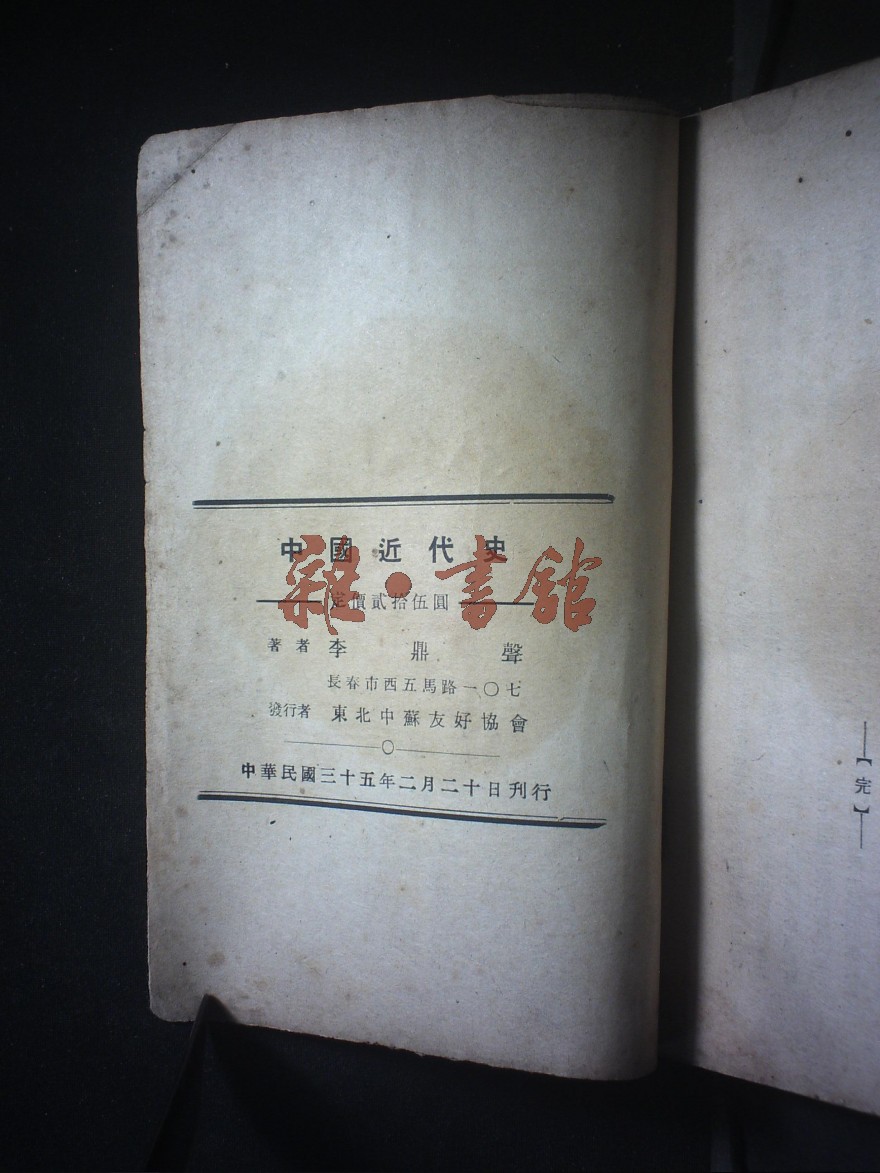 中國近代史
定價貳拾伍圓
著者 李鼎聲
長春市西五馬路一〇七
發行者 東北中蘇友好協會
中華民國三十五年二月二十日刊行
雜•書館
【完】